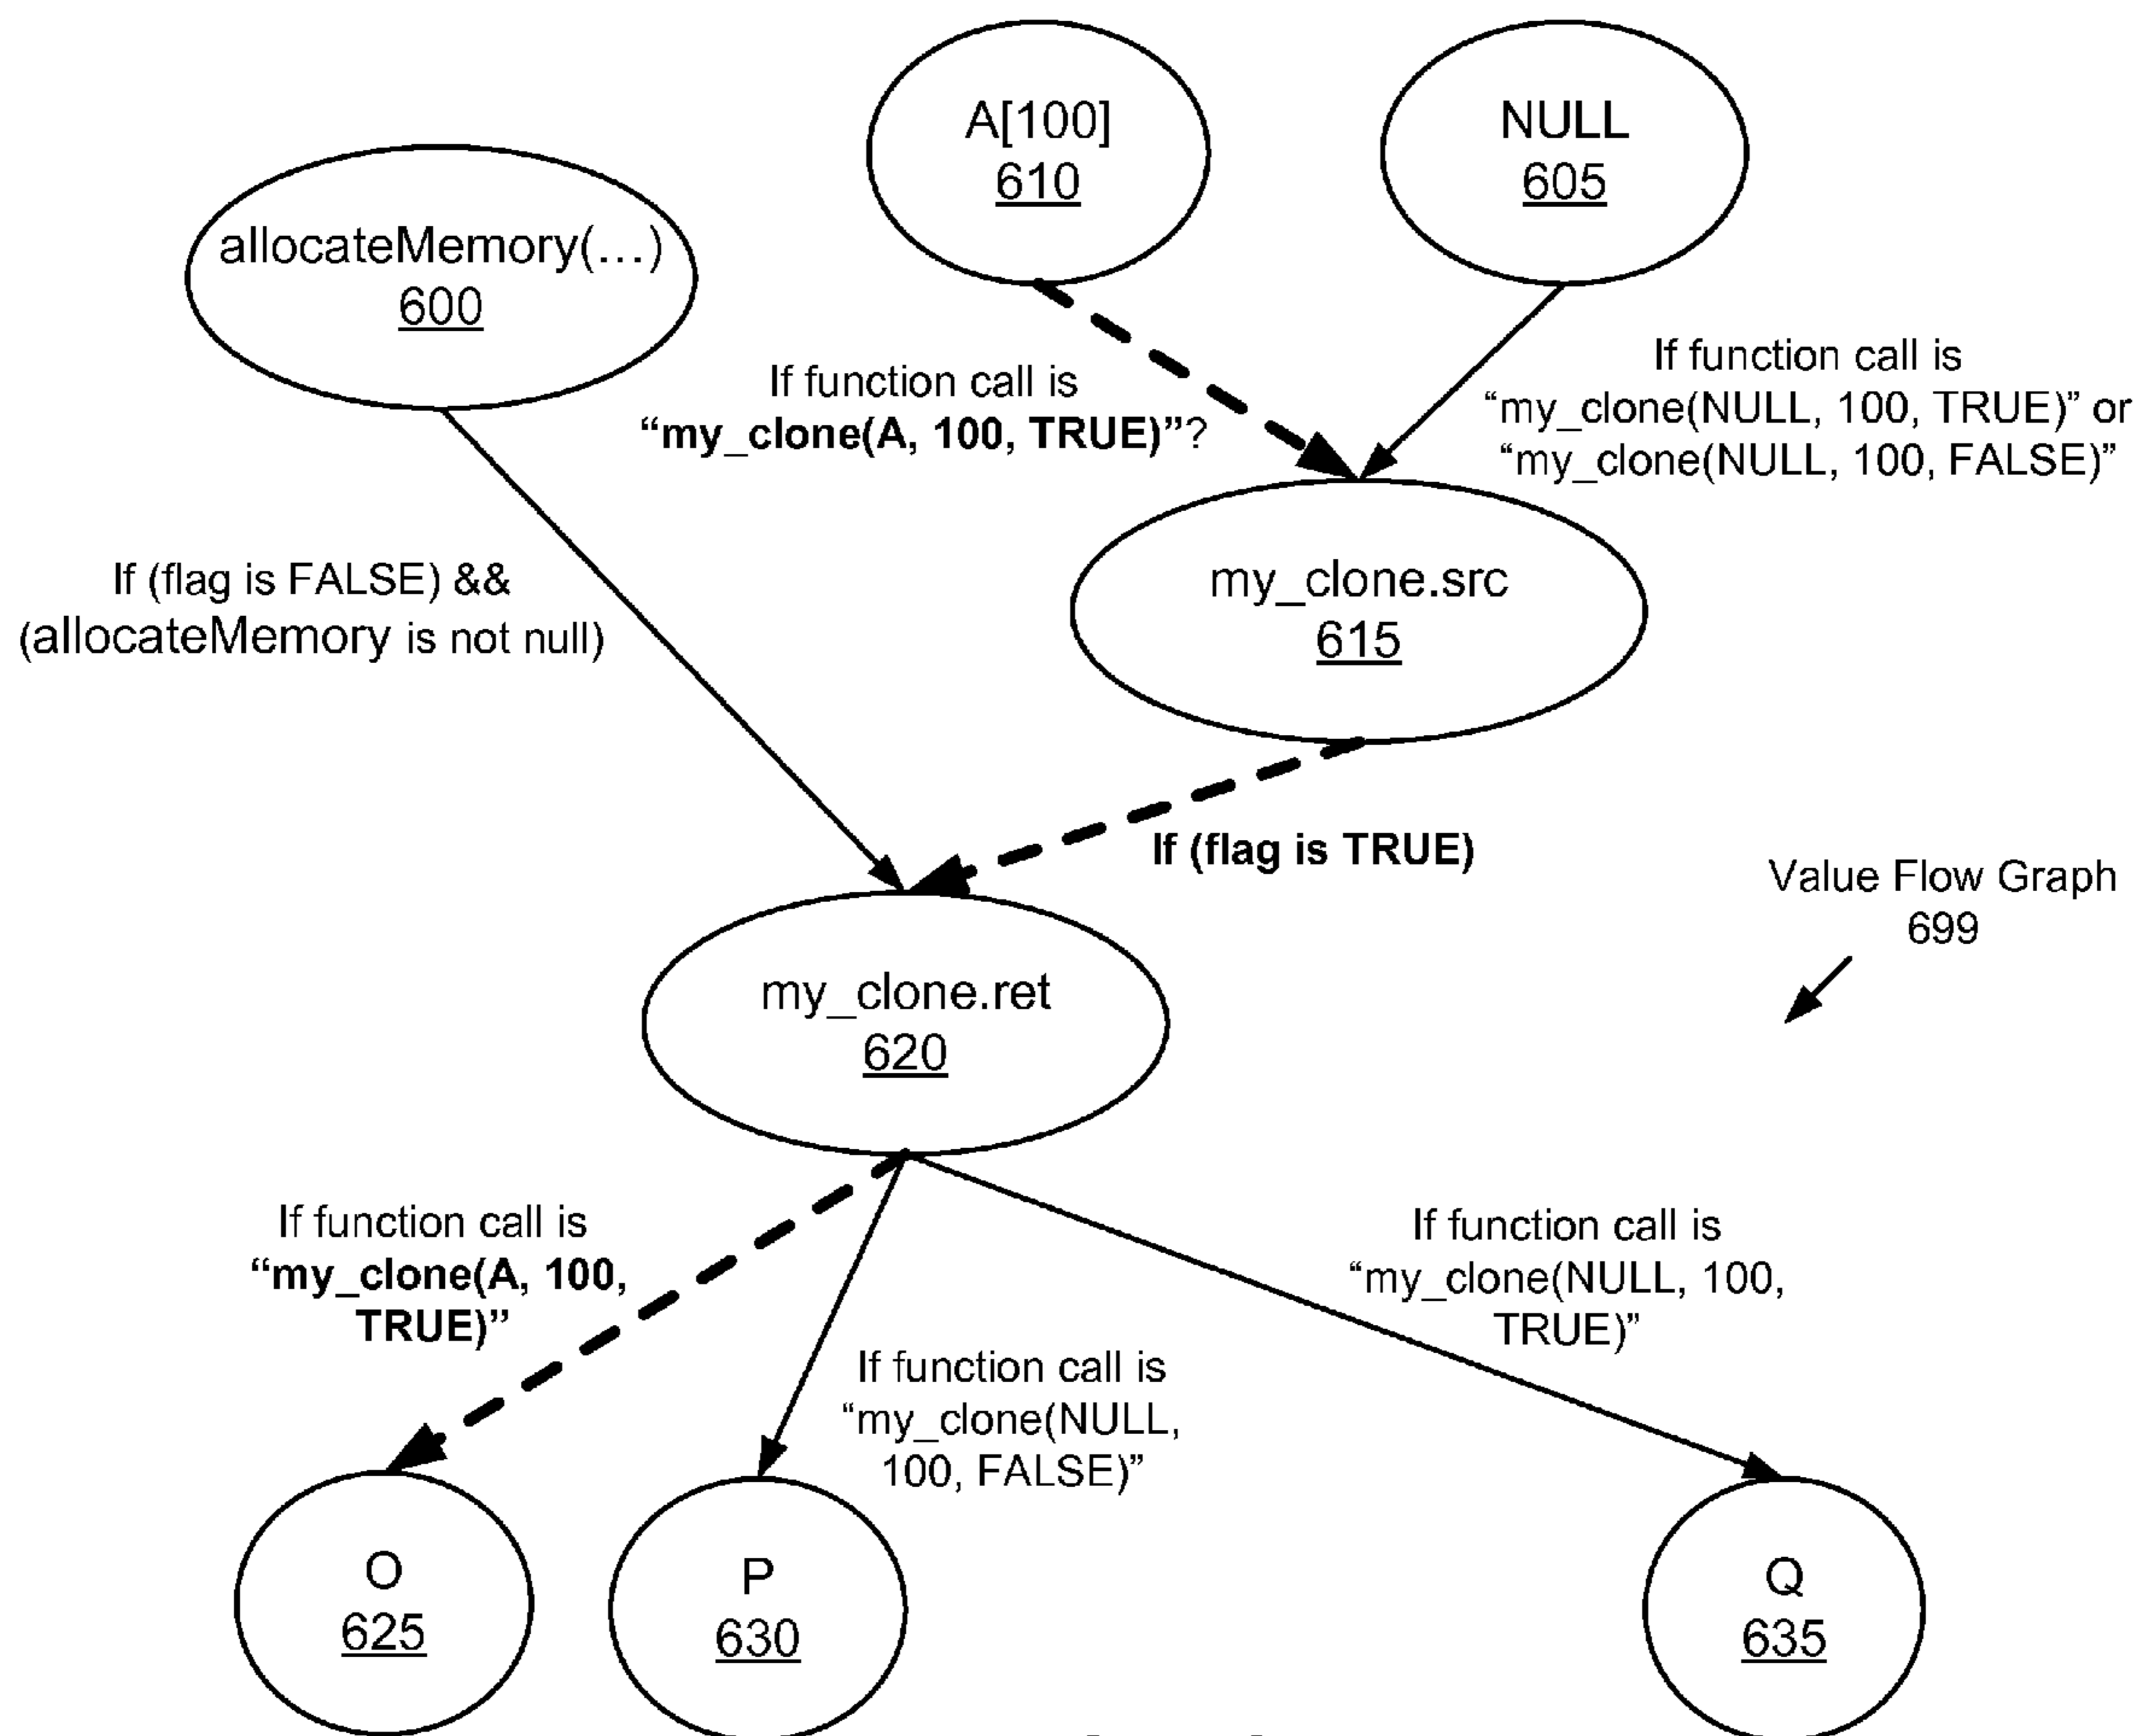 A[100]
610
NULL
605
allocateMemory(...)
600
If function call is
“my_clone(A, 100, TRUE)”?
If function call is
“my_clone(NULL, 100, TRUE)” or
“my_clone(NULL, 100, FALSE)”
If (flag is FALSE) &&
(allocateMemory is not null)
my_clone.src
615
If (flag is TRUE)
Value Flow Graph
699
my_clone.ret
620
If function call is
“my_clone(A, 100,
TRUE)”
If function call is
“my_clone(NULL,
100, FALSE)”
If function call is
“my_clone(NULL, 100,
TRUE)”
O
625
P
630
Q
635